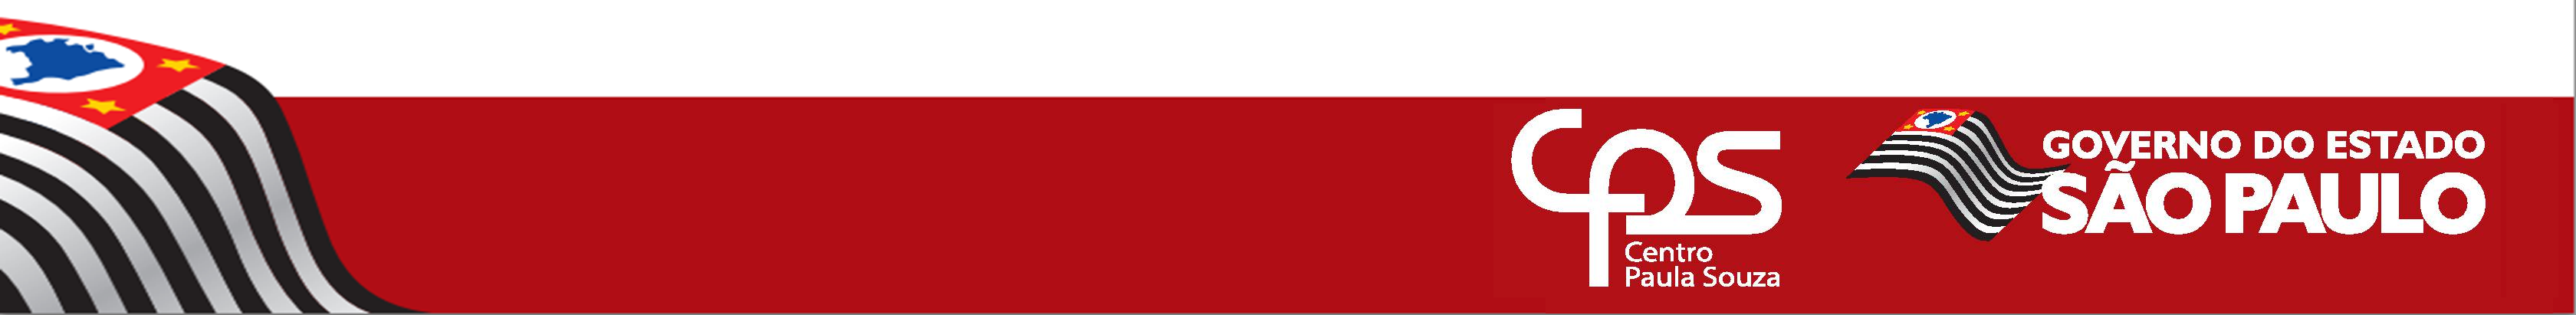 cps
Centro
Paula Souza
GOVERNO DO ESTADO
SÃO PAULO